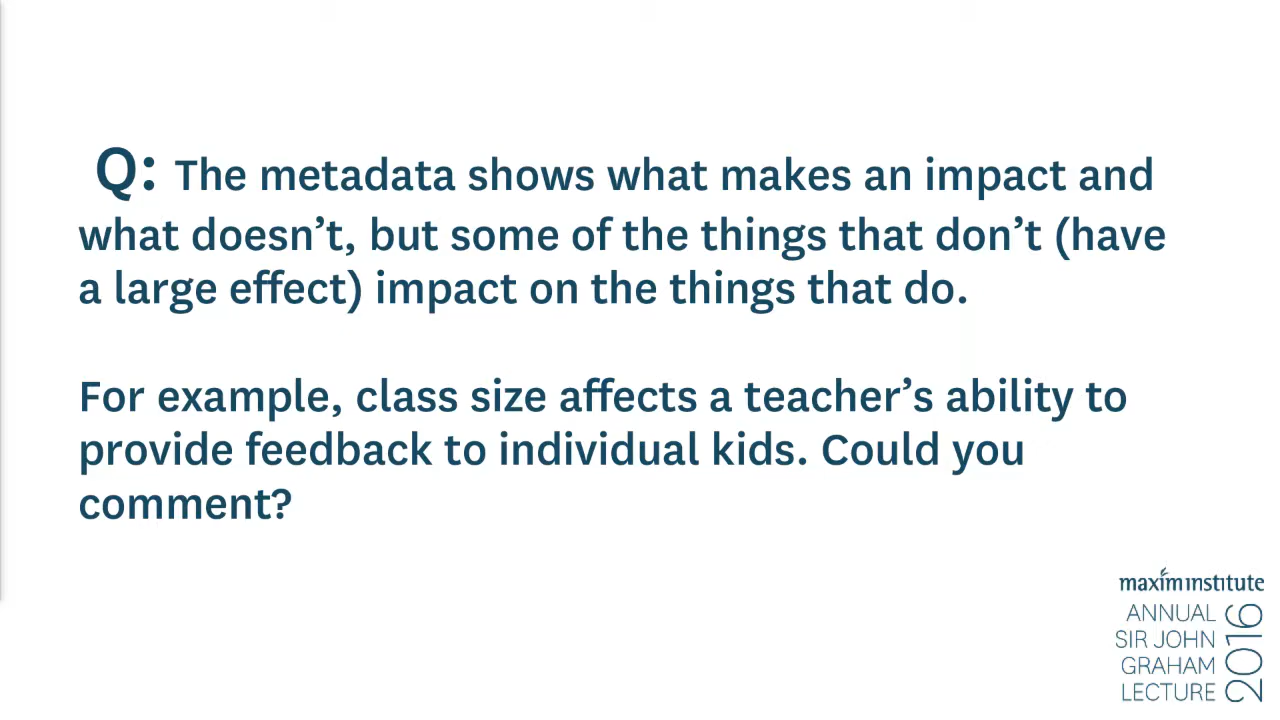 Q: The metadata shows what makes an impact and
what doesn’t, but some of the things that don’t (have
a large effect) impact on the things that do.
For example, class size affects a teacher’s ability to
provide feedback to individual kids. Could you
comment?
maxim institute
ANNUAL
SIR JOHN
GRAHAM
LECTURE
2016